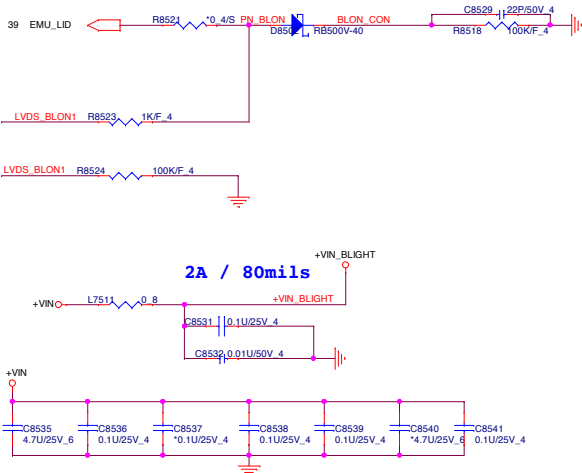 C8529 22P/50V_4
39 EMU_LID R8521 *0_4/S PN_BLON BLON_CON
D850 RB500V-40 R8518 100K/F_4
LVDS_BLON1 R8523 1K/F_4
LVDS_BLON1 R8524 100K/F_4
+VIN_BLIGHT
2A / 80mils
+VIN L7511 0_8 +VIN_BLIGHT
C8531 0.1U/25V_4
C8532 0.01U/50V_4
+VIN
C8535 C8536 C8537 C8538 C8539 C8540 C8541
4.7U/25V_6 0.1U/25V_4 *0.1U/25V_4 0.1U/25V_4 0.1U/25V_4 *4.7U/25V_6 0.1U/25V_4